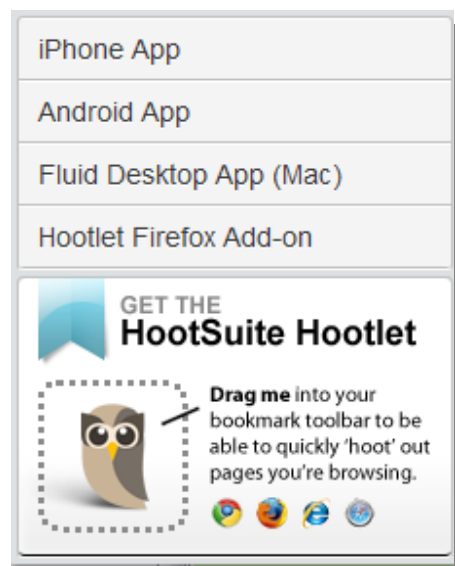 iPhone App
Android App
Fluid Desktop App (Mac)
Hootlet Firefox Add-on
GET THE
HootSuite Hootlet
Drag me into your
bookmark toolbar to be
able to quickly ‘hoot’ out
pages you’re browsing.